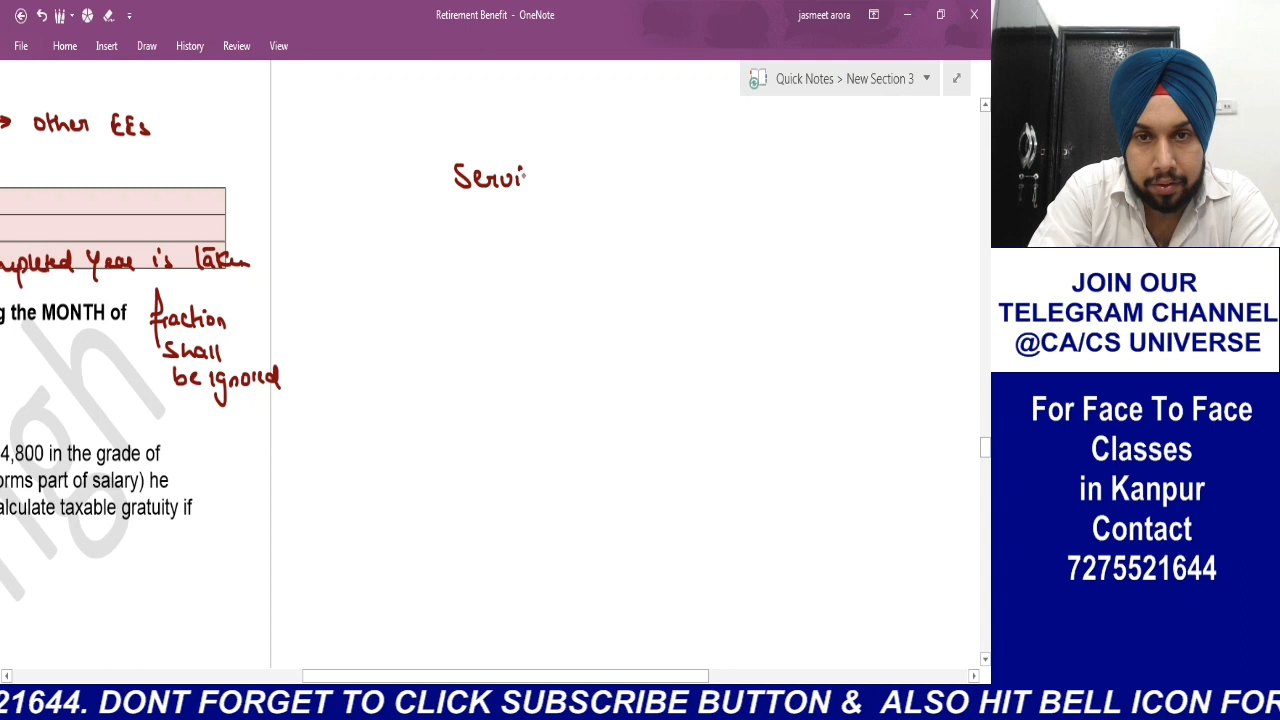 Retirement Benefit - OneNote
jasmeet arora
File Home Insert Draw History Review View
Quick Notes > New Section 3
→ other EEs
Servi
mpleted year is taken
g the MONTH of
fraction
shall
be ignored
4,800 in the grade of
orms part of salary) he
alculate taxable gratuity if
ngh
JOIN OUR
TELEGRAM CHANNEL
@CA/CS UNIVERSE
For Face To Face
Classes
in Kanpur
Contact
7275521644
21644. DONT FORGET TO CLICK SUBSCRIBE BUTTON & ALSO HIT BELL ICON FOR